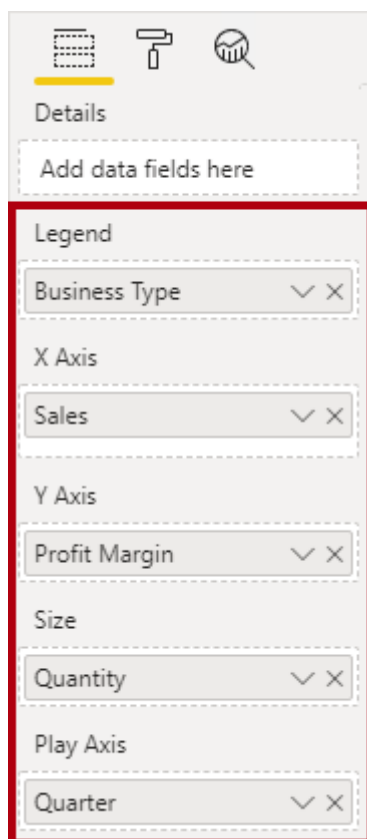 Details
Add data fields here
Legend
Business Type
X Axis
Sales
Y Axis
Profit Margin
Size
Quantity
Play Axis
Quarter